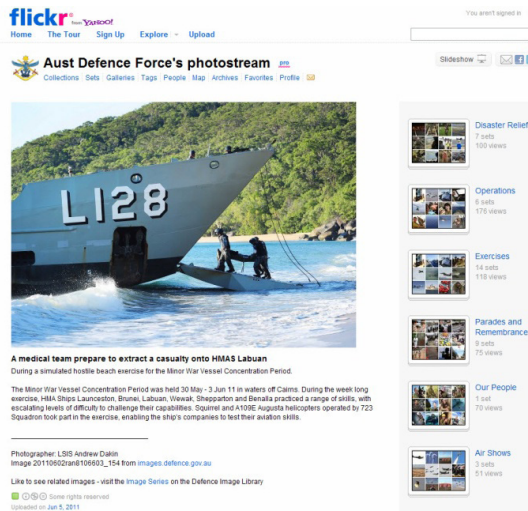 flickr from YAHOO!
You aren't signed in
Home The Tour Sign Up Explore Upload
Aust Defence Force's photostream pro
Slideshow
Collections Sets Galleries Tags People Map Archives Favorites Profile
L128
Disaster Relief
7 sets
100 views
Operations
6 sets
176 views
Exercises
14 sets
118 views
Parades and
Remembrance
9 sets
75 views
Our People
1 set
70 views
Air Shows
3 sets
51 views
A medical team prepare to extract a casualty onto HMAS Labuan
During a simulated hostile beach exercise for the Minor War Vessel Concentration Period.
The Minor War Vessel Concentration Period was held 30 May - 3 Jun 11 in waters off Cairns. During the week long
exercise, HMA Ships Launceston, Brunei, Labuan, Wewak, Shepparton and Benalla practiced a range of skills, with
escalating levels of difficulty to challenge their capabilities. Squirrel and A109E Augusta helicopters operated by 723
Squadron took part in the exercise, enabling the ship's companies to test their aviation skills.
Photographer: LSIS Andrew Dakin
Image 20110602ran8106603_154 from images.defence.gov.au
Like to see related images - visit the Image Series on the Defence Image Library
Some rights reserved
Uploaded on Jun 5, 2011